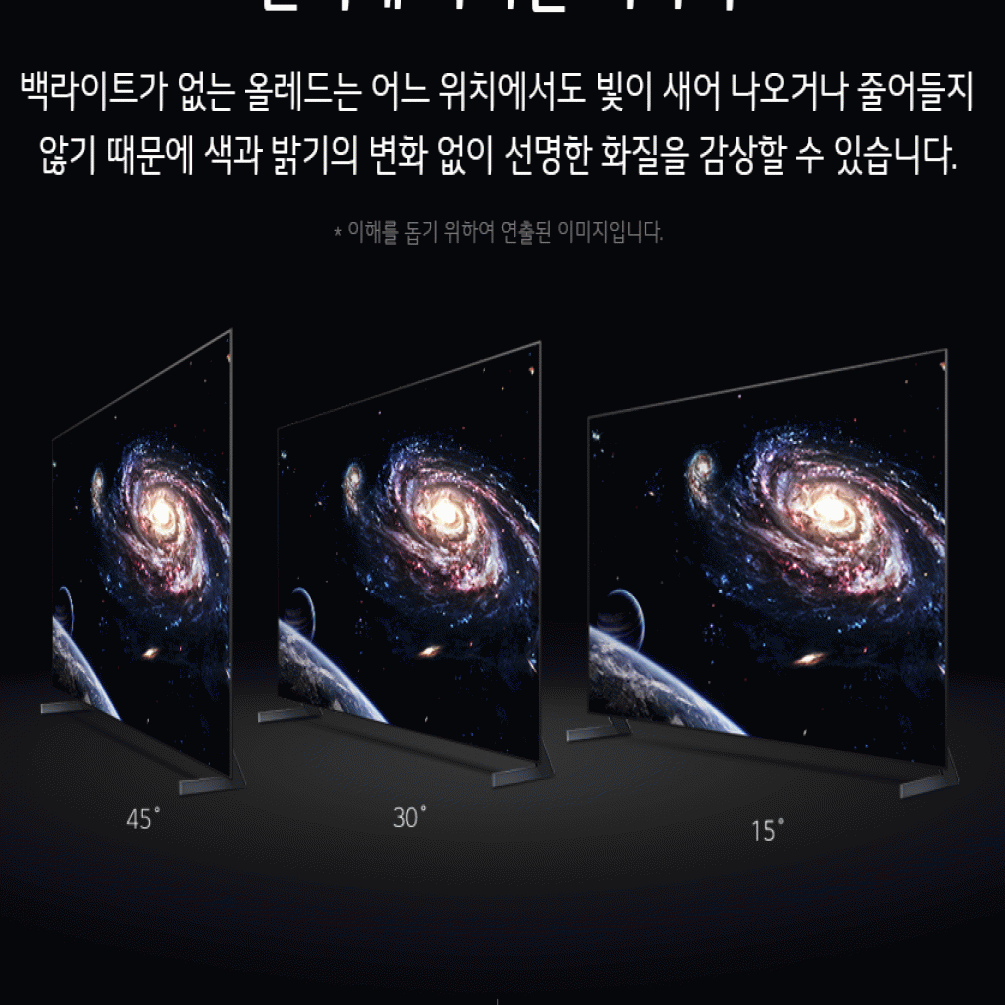 백라이트가 없는 올레드는 어느 위치에서도 빛이 새어 나오거나 줄어들지
않기 때문에 색과 밝기의 변화 없이 선명한 화질을 감상할 수 있습니다.
* 이해를 돕기 위하여 연출된 이미지입니다.
45˚
30˚
15˚